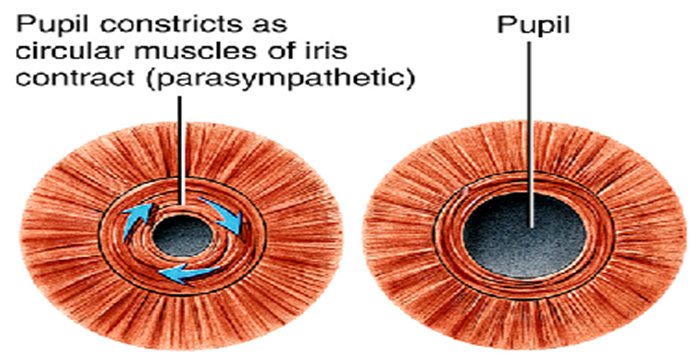 Pupil constricts as
circular muscles of iris
contract (parasympathetic)
Pupil